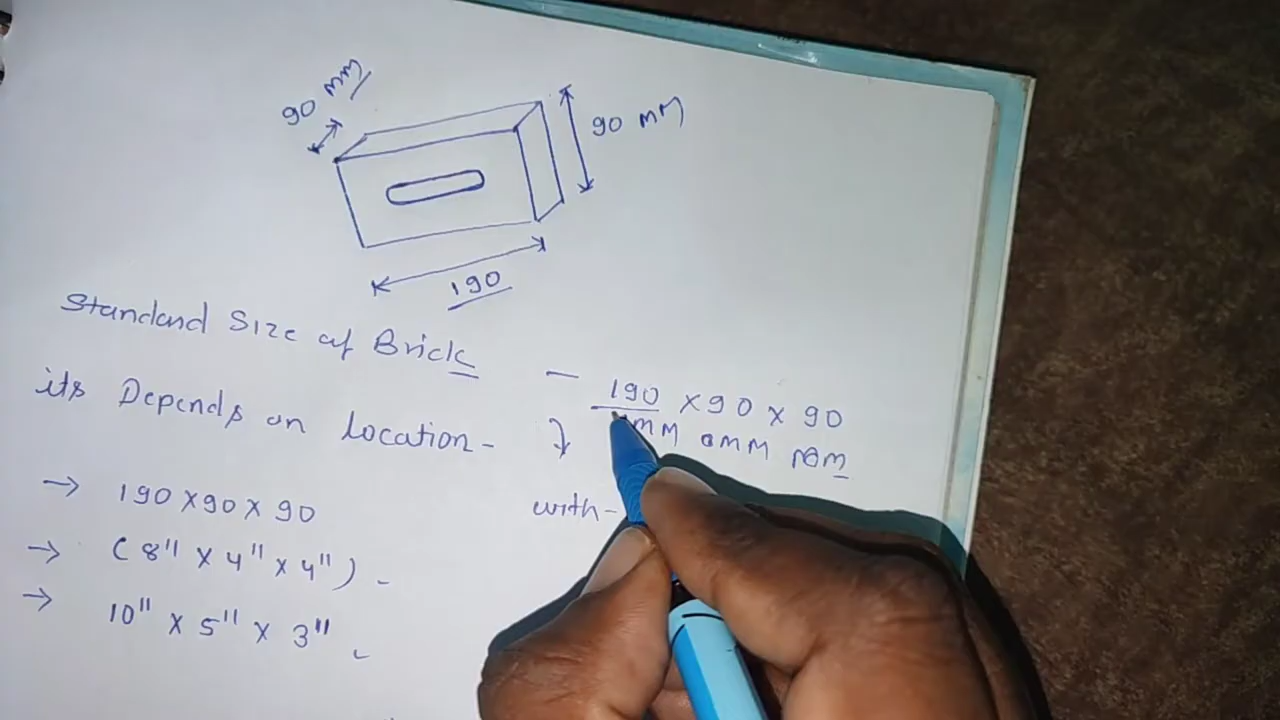 90 mm
90 mM
190
Standard Size of Brick
its Depends on location -
→ 190 x 90 x 90
→ (8" x 4" x 4") -
→ 10" x 5" x 3"
- 190 x 90 x 90
mM mM
with -